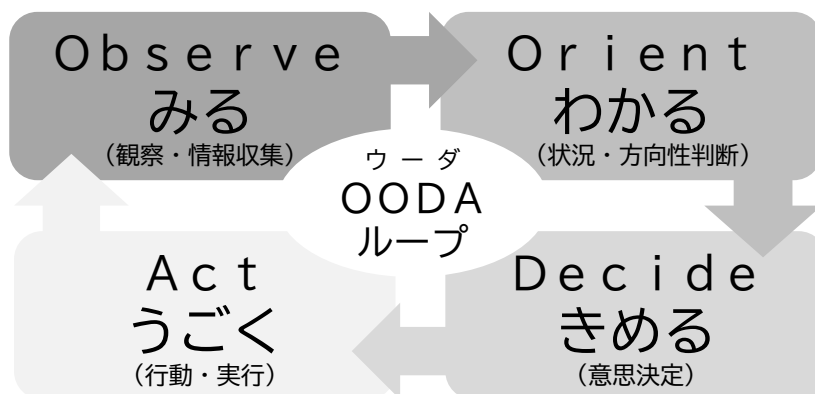 Ｏｂｓｅｒｖｅ
みる
（観察・情報収集）
Ｏｒｉｅｎｔ
わかる
（状況・方向性判断）
ウーダ
ＯＯＤＡ
ループ
Ａｃｔ
うごく
（行動・実行）
Ｄｅｃｉｄｅ
きめる
（意思決定）